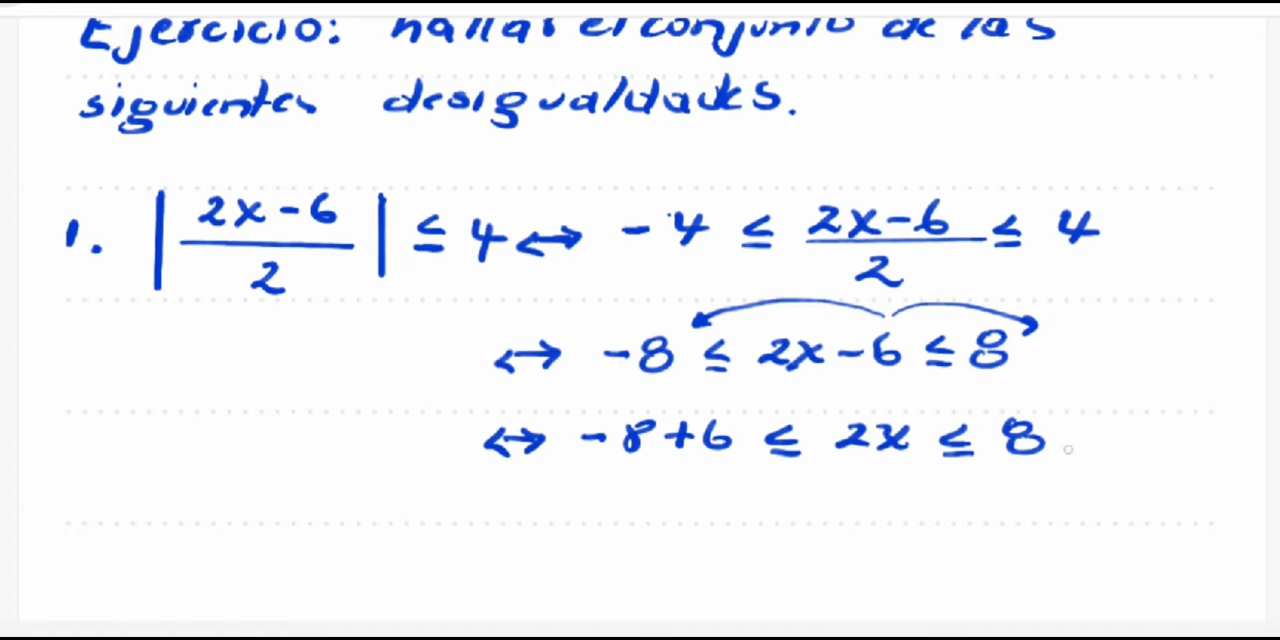 Ejercicio: hallar el conjunto de las
siguientes desigualdades.
1. |(2x-6)/2| ≤ 4 ↔ -4 ≤ (2x-6)/2 ≤ 4
↔ -8 ≤ 2x-6 ≤ 8
↔ -8+6 ≤ 2x ≤ 8